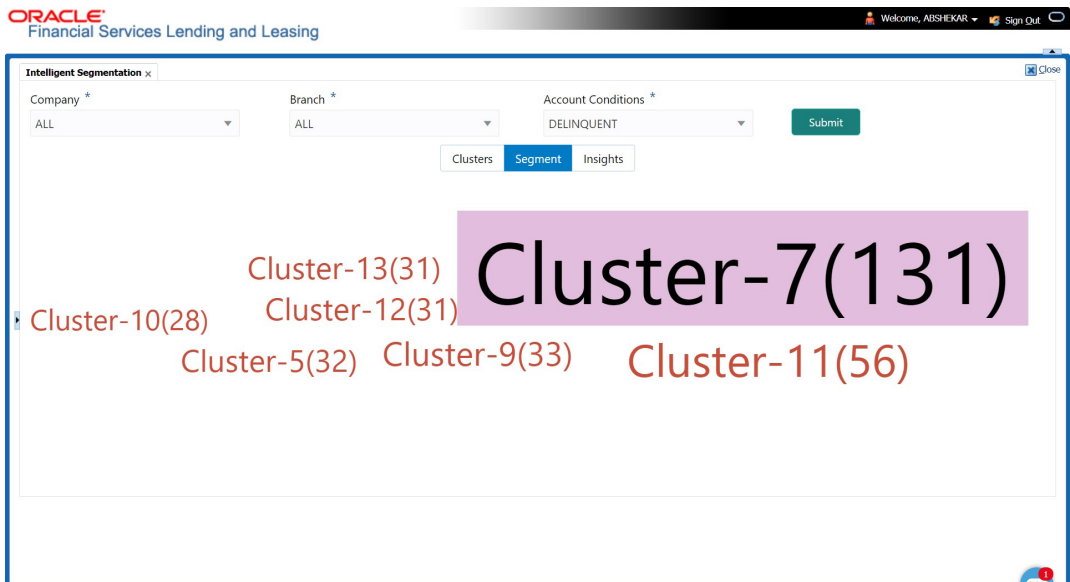 ORACLE'
Financial Services Lending and Leasing
Welcome, ABSHEKAR
Sign Out
Intelligent Segmentation x
Close
Company *
Branch *
Account Conditions *
ALL
ALL
DELINQUENT
Submit
Clusters
Segment
Insights
Cluster-7(131)
Cluster-13(31)
Cluster-12(31)
Cluster-10(28)
Cluster-5(32)
Cluster-9(33)
Cluster-11(56)
1